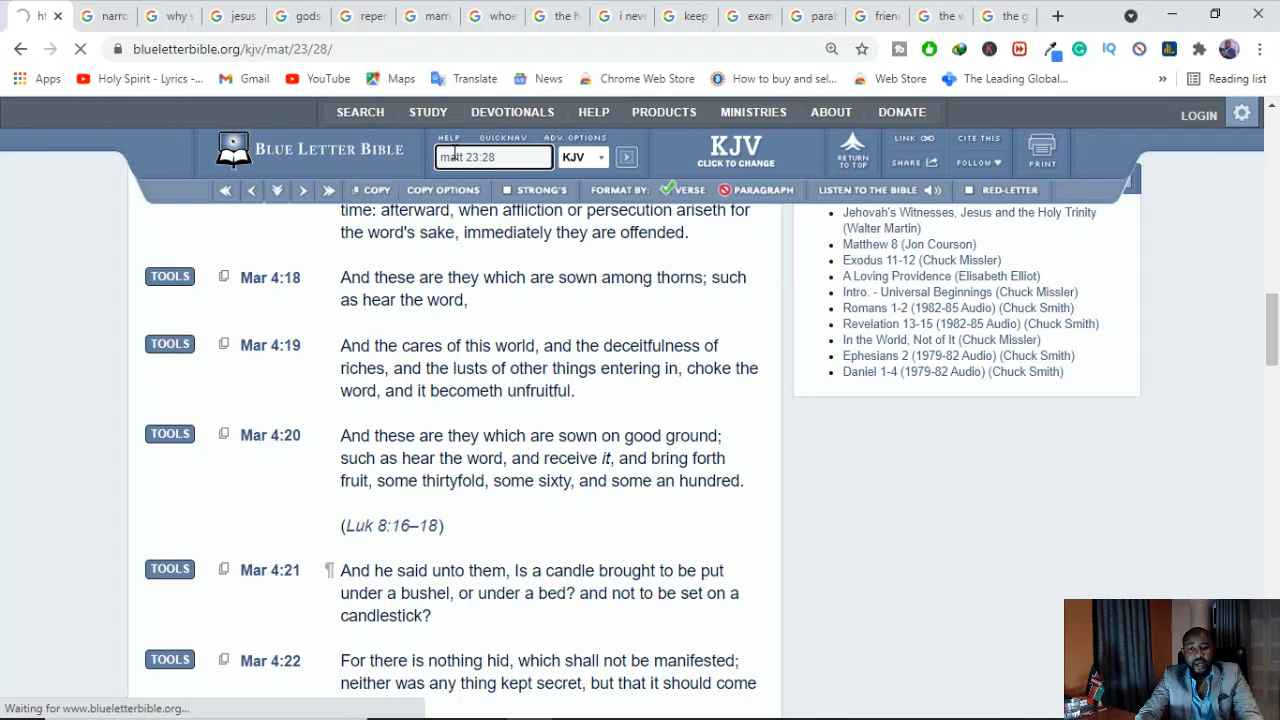 narro
why s
jesus
gods
reper
marri
whoe
the h
i neve
keep
exam
parab
friend
the w
the g
blueletterbible.org/kjv/mat/23/28/
Apps
Holy Spirit - Lyrics -...
Gmail
YouTube
Maps
Translate
News
Chrome Web Store
How to buy and sel...
Web Store
The Leading Global...
Reading list
SEARCH STUDY DEVOTIONALS HELP PRODUCTS MINISTRIES ABOUT DONATE
LOGIN
HELP QUICKNAV ADV. OPTIONS
BLUE LETTER BIBLE
matt 23:28
KJV
KJV
CLICK TO CHANGE
RETURN
TO TOP
LINK
CITE THIS
SHARE
FOLLOW
PRINT
COPY
COPY OPTIONS
STRONG'S
FORMAT BY:
VERSE
PARAGRAPH
LISTEN TO THE BIBLE
RED-LETTER
time: afterward, when affliction or persecution ariseth for
the word's sake, immediately they are offended.
TOOLS
Mar 4:18
And these are they which are sown among thorns; such
as hear the word,
TOOLS
Mar 4:19
And the cares of this world, and the deceitfulness of
riches, and the lusts of other things entering in, choke the
word, and it becometh unfruitful.
TOOLS
Mar 4:20
And these are they which are sown on good ground;
such as hear the word, and receive it, and bring forth
fruit, some thirtyfold, some sixty, and some an hundred.
(Luk 8:16–18)
TOOLS
Mar 4:21
¶ And he said unto them, Is a candle brought to be put
under a bushel, or under a bed? and not to be set on a
candlestick?
TOOLS
Mar 4:22
For there is nothing hid, which shall not be manifested;
neither was any thing kept secret, but that it should come
Jehovah's Witnesses, Jesus and the Holy Trinity
(Walter Martin)
Matthew 8 (Jon Courson)
Exodus 11-12 (Chuck Missler)
A Loving Providence (Elisabeth Elliot)
Intro. - Universal Beginnings (Chuck Missler)
Romans 1-2 (1982-85 Audio) (Chuck Smith)
Revelation 13-15 (1982-85 Audio) (Chuck Smith)
In the World, Not of It (Chuck Missler)
Ephesians 2 (1979-82 Audio) (Chuck Smith)
Daniel 1-4 (1979-82 Audio) (Chuck Smith)
Waiting for www.blueletterbible.org...